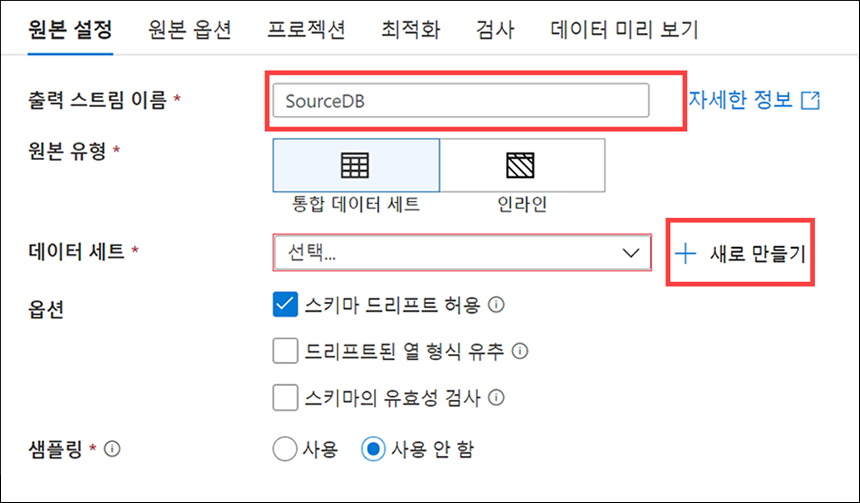 원본 설정 원본 옵션 프로젝션 최적화 검사 데이터 미리 보기
출력 스트림 이름 * SourceDB 자세한 정보
원본 유형 *
통합 데이터 세트 인라인
데이터 세트 * 선택... + 새로 만들기
옵션 스키마 드리프트 허용
드리프트된 열 형식 유추
스키마의 유효성 검사
샘플링 * 사용 사용 안 함